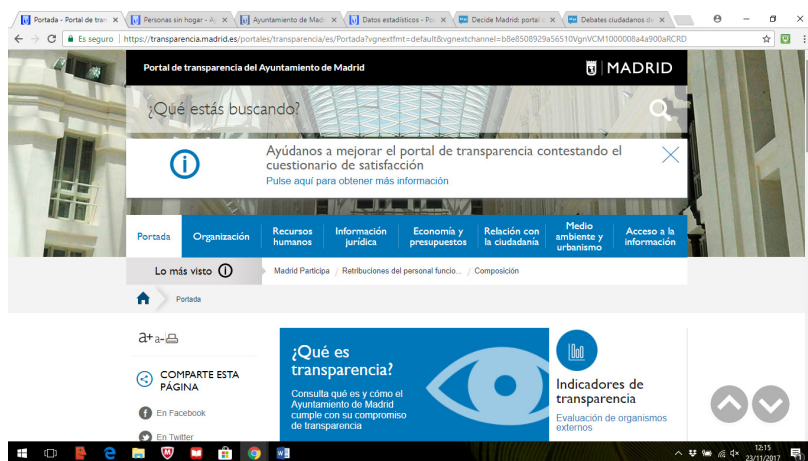 Portada - Portal de tran
Personas sin hogar - Ay
Ayuntamiento de Mad
Datos estadísticos - Po
Decide Madrid: portal
Debates ciudadanos d
Es seguro
https://transparencia.madrid.es/portales/transparencia/es/Portada?vgnextfmt=default&vgnextchannel=b8e8508929a56510VgnVCM1000008a4a900aRCRD
Portal de transparencia del Ayuntamiento de Madrid
MADRID
¿Qué estás buscando?
Ayúdanos a mejorar el portal de transparencia contestando el
cuestionario de satisfacción
Pulse aquí para obtener más información
Portada
Organización
Recursos
humanos
Información
jurídica
Economía y
presupuestos
Relación con
la ciudadanía
Medio
ambiente y
urbanismo
Acceso a la
información
Lo más visto
Madrid Participa / Retribuciones del personal funcio... / Composición
Portada
a+ a-
COMPARTE ESTA
PÁGINA
En Facebook
En Twitter
¿Qué es
transparencia?
Consulta qué es y cómo el
Ayuntamiento de Madrid
cumple con su compromiso
de transparencia
Indicadores de
transparencia
Evaluación de organismos
externos
12:15
23/11/2017